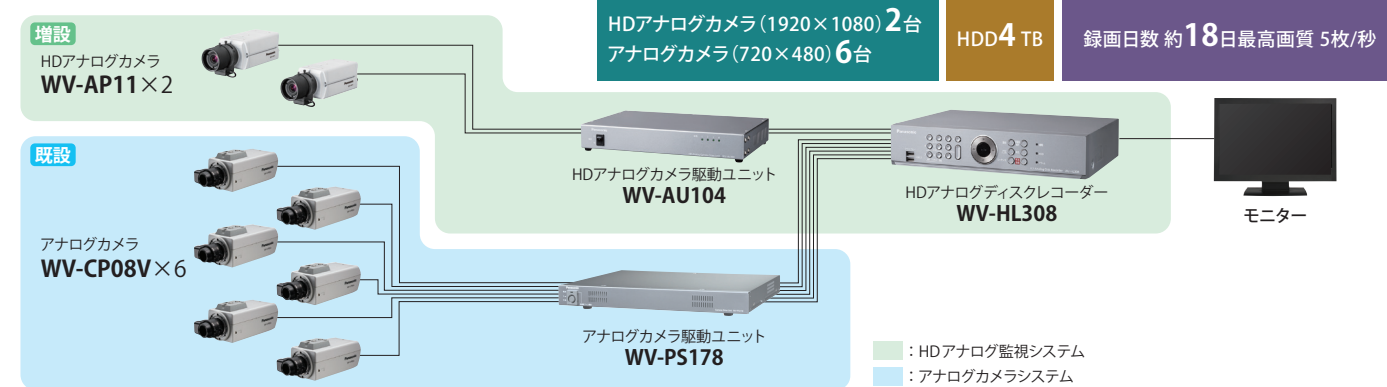 HDアナログカメラ（1920×1080）2台
アナログカメラ（720×480）6台
HDD4 TB
録画日数 約18日最高画質 5枚/秒
増設
HDアナログカメラ
WV-AP11×2
HDアナログカメラ駆動ユニット
WV-AU104
HDアナログディスクレコーダー
WV-HL308
モニター
既設
アナログカメラ
WV-CP08V×6
アナログカメラ駆動ユニット
WV-PS178
：HDアナログ監視システム
：アナログカメラシステム